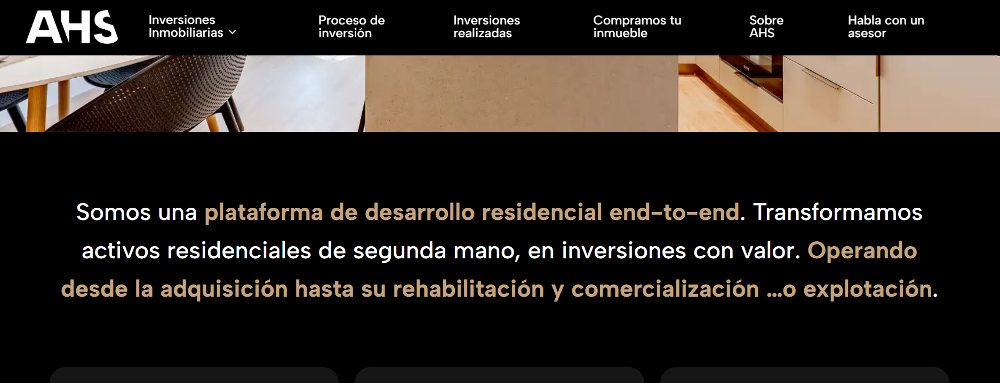 AHS
Inversiones
Inmobiliarias
Proceso de
inversión
Inversiones
realizadas
Compramos tu
inmueble
Sobre
AHS
Habla con un
asesor
Somos una plataforma de desarrollo residencial end-to-end. Transformamos
activos residenciales de segunda mano, en inversiones con valor. Operando
desde la adquisición hasta su rehabilitación y comercialización ...o explotación.